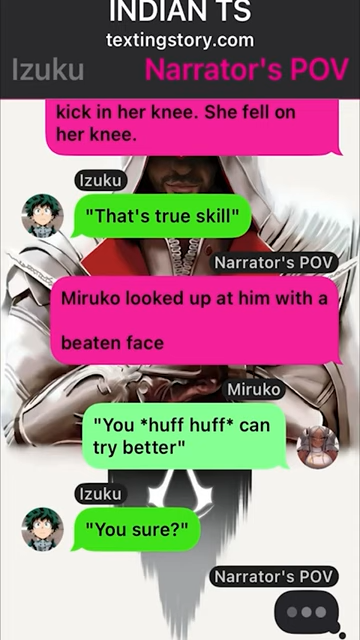 INDIAN TS
textingstory.com
Izuku
Narrator's POV
kick in her knee. She fell on
her knee.
Izuku
"That's true skill"
Narrator's POV
Miruko looked up at him with a
beaten face
Miruko
"You *huff huff* can
try better"
Izuku
"You sure?"
Narrator's POV